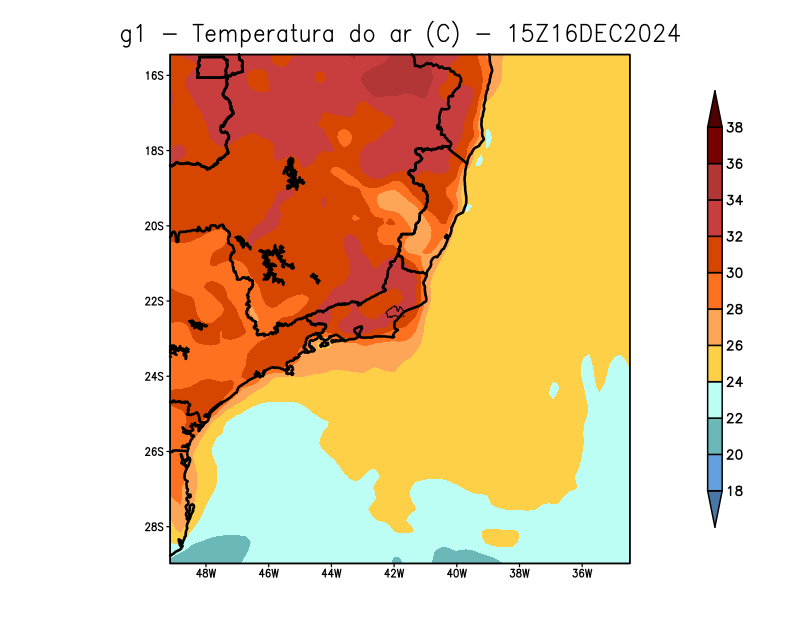 g1 – Temperatura do ar (C) – 15Z16DEC2024
16S
18S
20S
22S
24S
26S
28S
48W
46W
44W
42W
40W
38W
36W
38
36
34
32
30
28
26
24
22
20
18